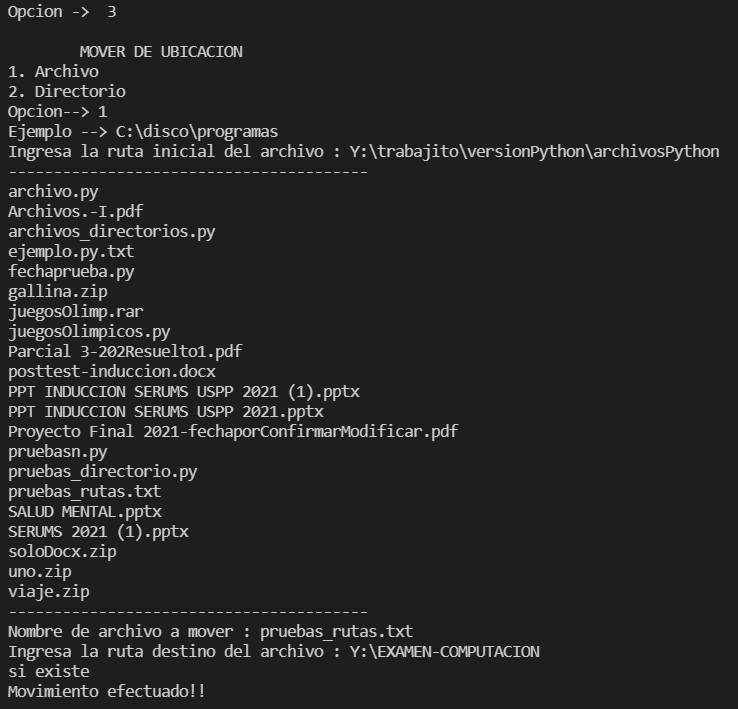 Opcion ->  3
MOVER DE UBICACION
1. Archivo
2. Directorio
Opcion--> 1
Ejemplo --> C:\disco\programas
Ingresa la ruta inicial del archivo : Y:\trabajito\versionPython\archivosPython
----------------------------------------
archivo.py
Archivos.-I.pdf
archivos_directorios.py
ejemplo.py.txt
fechaprueba.py
gallina.zip
juegosOlimp.rar
juegosOlimpicos.py
Parcial 3-202Resuelto1.pdf
posttest-induccion.docx
PPT INDUCCION SERUMS USPP 2021 (1).pptx
PPT INDUCCION SERUMS USPP 2021.pptx
Proyecto Final 2021-fechaporConfirmarModificar.pdf
pruebasn.py
pruebas_directorio.py
pruebas_rutas.txt
SALUD MENTAL.pptx
SERUMS 2021 (1).pptx
soloDocx.zip
uno.zip
viaje.zip
----------------------------------------
Nombre de archivo a mover : pruebas_rutas.txt
Ingresa la ruta destino del archivo : Y:\EXAMEN-COMPUTACION
si existe
Movimiento efectuado!!